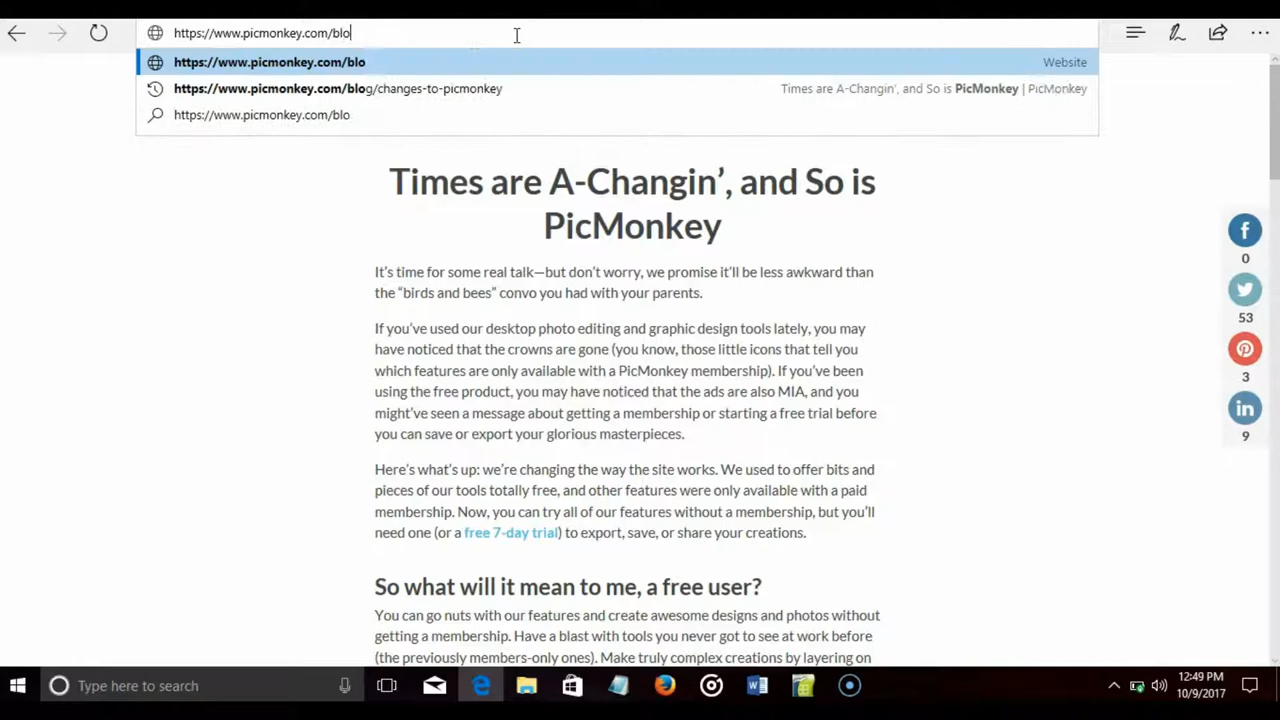 https://www.picmonkey.com/blo
https://www.picmonkey.com/blo Website
https://www.picmonkey.com/blog/changes-to-picmonkey Times are A-Changin', and So is PicMonkey | PicMonkey
https://www.picmonkey.com/blo
Times are A-Changin’, and So is
PicMonkey
It’s time for some real talk—but don’t worry, we promise it’ll be less awkward than
the “birds and bees” convo you had with your parents.
If you’ve used our desktop photo editing and graphic design tools lately, you may
have noticed that the crowns are gone (you know, those little icons that tell you
which features are only available with a PicMonkey membership). If you’ve been
using the free product, you may have noticed that the ads are also MIA, and you
might’ve seen a message about getting a membership or starting a free trial before
you can save or export your glorious masterpieces.
Here’s what’s up: we’re changing the way the site works. We used to offer bits and
pieces of our tools totally free, and other features were only available with a paid
membership. Now, you can try all of our features without a membership, but you’ll
need one (or a free 7-day trial) to export, save, or share your creations.
So what will it mean to me, a free user?
You can go nuts with our features and create awesome designs and photos without
getting a membership. Have a blast with tools you never got to see at work before
(the previously members-only ones). Make truly complex creations by layering on
0
53
3
9
Type here to search
12:49 PM
10/9/2017